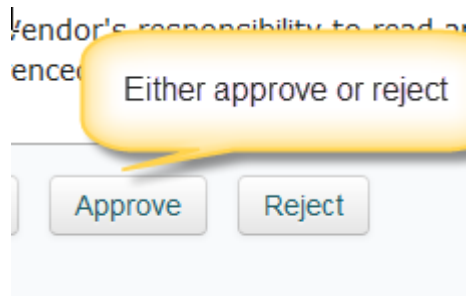 Vendor's responsibility to read
Either approve or reject
Approve Reject